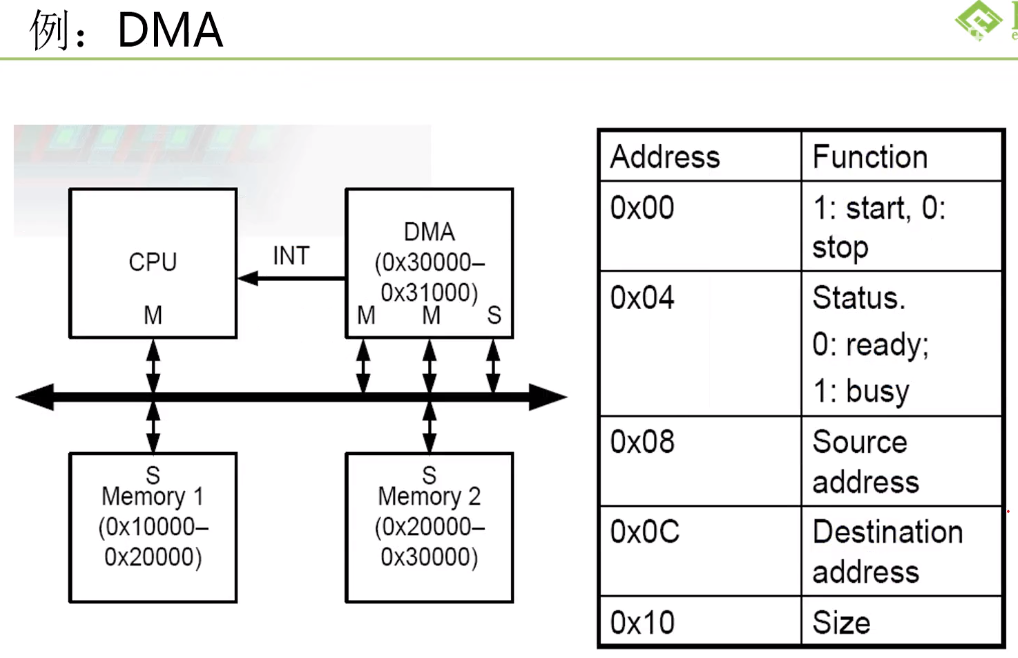 例：DMA
CPU
M
INT
DMA
(0x30000–
0x31000)
M M S
S
Memory 1
(0x10000–
0x20000)
S
Memory 2
(0x20000–
0x30000)
Address Function
0x00 1: start, 0:
stop
0x04 Status.
0: ready;
1: busy
0x08 Source
address
0x0C Destination
address
0x10 Size